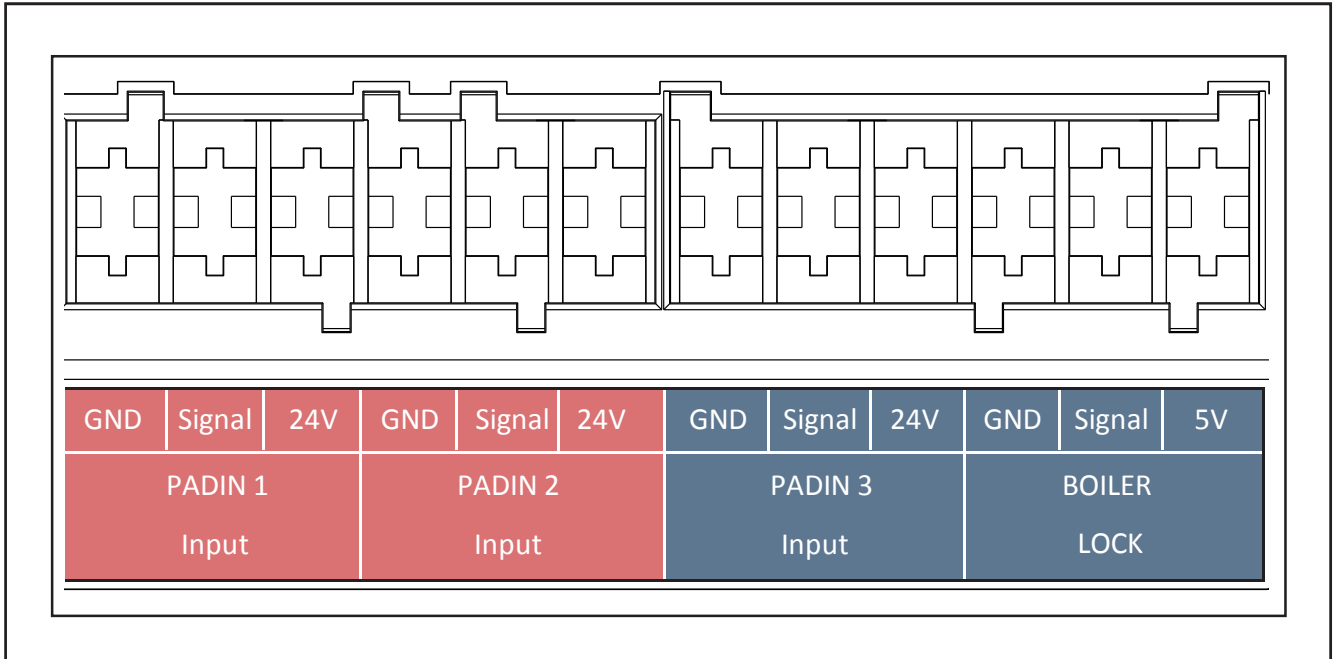 GND Signal 24V GND Signal 24V GND Signal 24V GND Signal 5V
PADIN 1 PADIN 2 PADIN 3 BOILER
Input Input Input LOCK